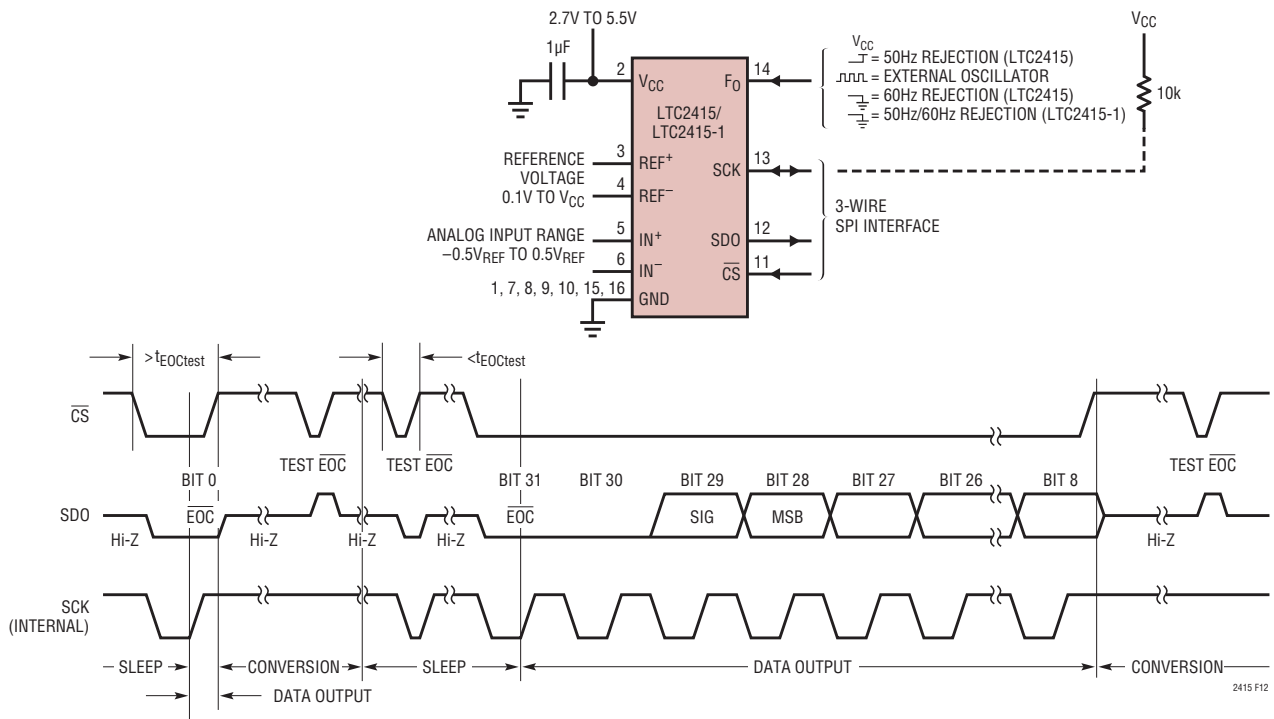 2.7V TO 5.5V
1µF
VCC
2
VCC
LTC2415/
LTC2415-1
14
FO
VCC
= 50Hz REJECTION (LTC2415)
= EXTERNAL OSCILLATOR
= 60Hz REJECTION (LTC2415)
= 50Hz/60Hz REJECTION (LTC2415-1)
10k
REFERENCE
VOLTAGE
0.1V TO VCC
3
REF+
4
REF−
SCK
13
ANALOG INPUT RANGE
−0.5VREF TO 0.5VREF
5
IN+
6
IN−
SDO
12
CS
11
3-WIRE
SPI INTERFACE
1, 7, 8, 9, 10, 15, 16
GND
>tEOCtest
<tEOCtest
CS
TEST EOC
TEST EOC
TEST EOC
BIT 0
BIT 31
BIT 30
BIT 29
BIT 28
BIT 27
BIT 26
BIT 8
SDO
EOC
EOC
SIG
MSB
Hi-Z
Hi-Z
Hi-Z
Hi-Z
Hi-Z
SCK
(INTERNAL)
SLEEP
CONVERSION
SLEEP
DATA OUTPUT
CONVERSION
DATA OUTPUT
2415 F12